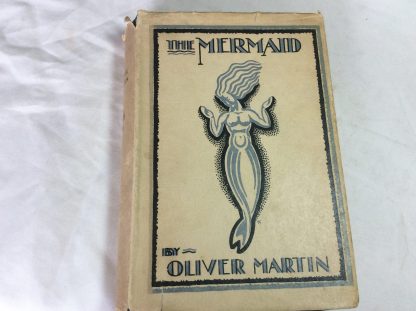 THE MERMAID
BY
OLIVER MARTIN